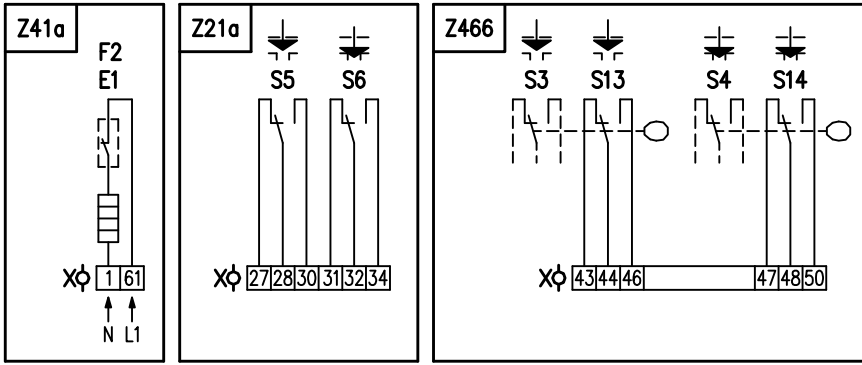 Z41a
F2
E1
X 1 61
N L1
Z21a
S5 S6
X 27 28 30 31 32 34
Z466
S3 S13 S4 S14
X 43 44 46 47 48 50